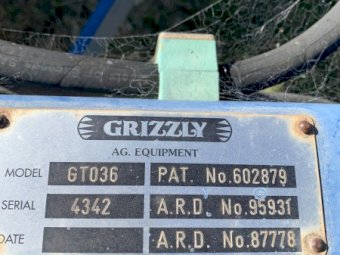 GRIZZLY
AG. EQUIPMENT
MODEL GT036 PAT. No.602879
SERIAL 4342 A.R.D. No.95931
DATE A.R.D. No.87778